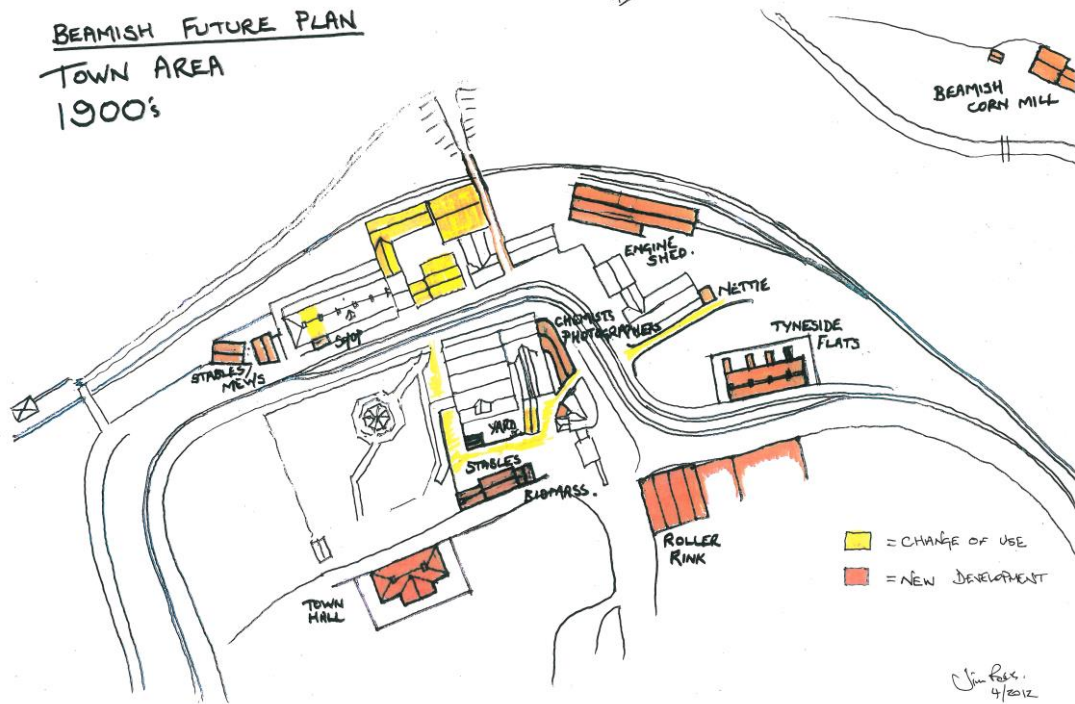 BEAMISH FUTURE PLAN
TOWN AREA
1900's
BEAMISH
CORN MILL
ENGINE
SHED.
NETTIE
CHEMISTS
PHOTOGRAPHERS
TYNESIDE
FLATS
STABLES/
MEWS
YARD
STABLES
BIOMASS.
ROLLER
RINK
TOWN
HALL
= CHANGE OF USE
= NEW DEVELOPMENT
Jim
4/2012